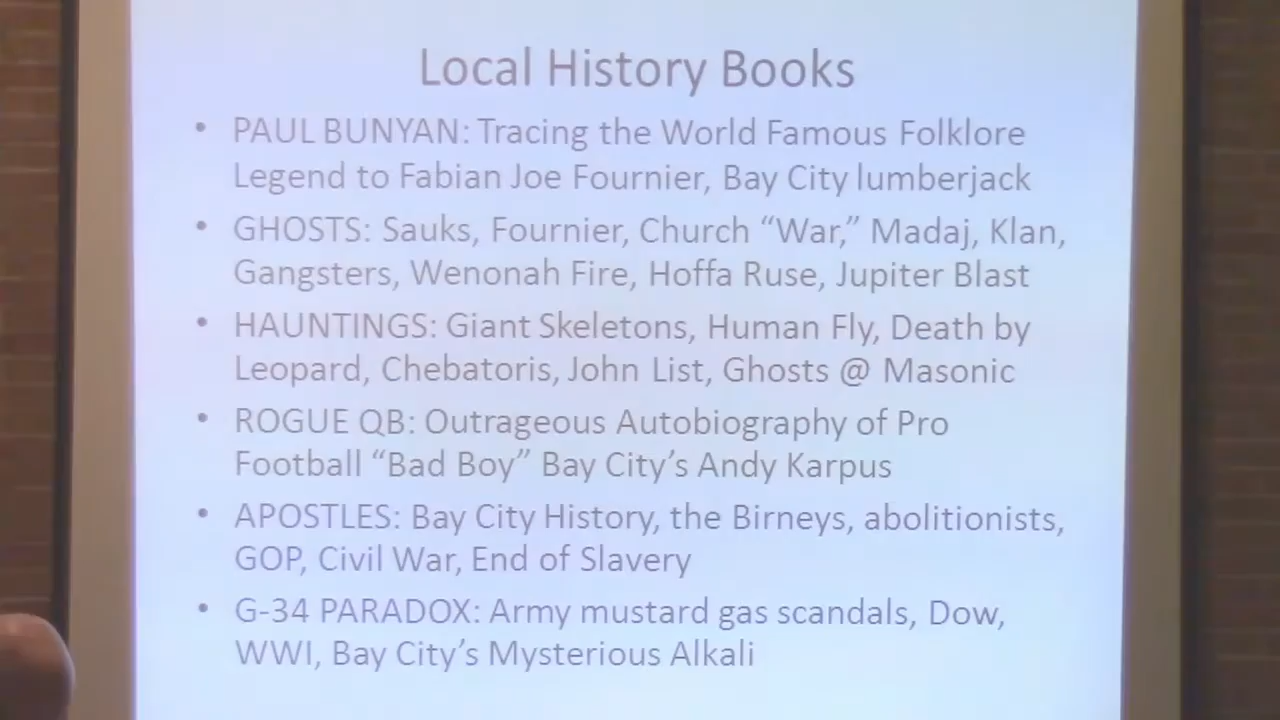 Local History Books
• PAUL BUNYAN: Tracing the World Famous Folklore
Legend to Fabian Joe Fournier, Bay City lumberjack
• GHOSTS: Sauks, Fournier, Church “War,” Madaj, Klan,
Gangsters, Wenonah Fire, Hoffa Ruse, Jupiter Blast
• HAUNTINGS: Giant Skeletons, Human Fly, Death by
Leopard, Chebatoris, John List, Ghosts @ Masonic
• ROGUE QB: Outrageous Autobiography of Pro
Football “Bad Boy” Bay City’s Andy Karpus
• APOSTLES: Bay City History, the Birneys, abolitionists,
GOP, Civil War, End of Slavery
• G-34 PARADOX: Army mustard gas scandals, Dow,
WWI, Bay City’s Mysterious Alkali